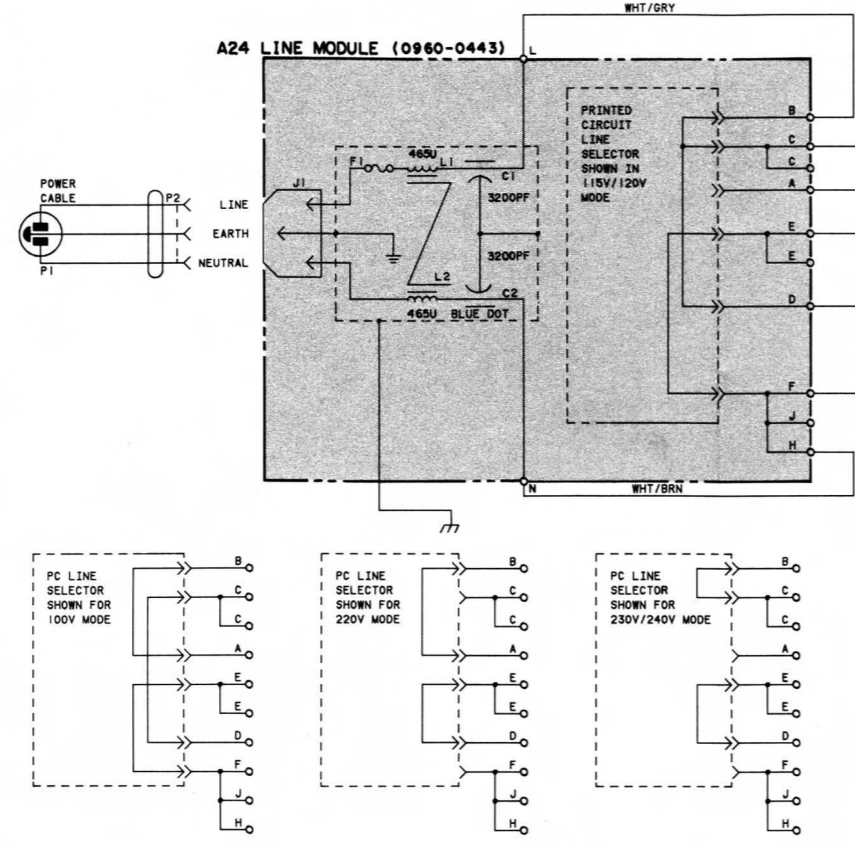 WHT/GRY
A24 LINE MODULE (0960-0443)
L
PRINTED
CIRCUIT
LINE
SELECTOR
SHOWN IN
115V/120V
MODE
B
C
C
A
E
E
D
F
J
H
465U
F1
L1
C1
3200PF
3200PF
L2
C2
465U
BLUE DOT
J1
POWER
CABLE
P2
LINE
EARTH
NEUTRAL
P1
N
WHT/BRN
PC LINE
SELECTOR
SHOWN FOR
100V MODE
B
C
C
A
E
E
D
F
J
H
PC LINE
SELECTOR
SHOWN FOR
220V MODE
B
C
C
A
E
E
D
F
J
H
PC LINE
SELECTOR
SHOWN FOR
230V/240V MODE
B
C
C
A
E
E
D
F
J
H